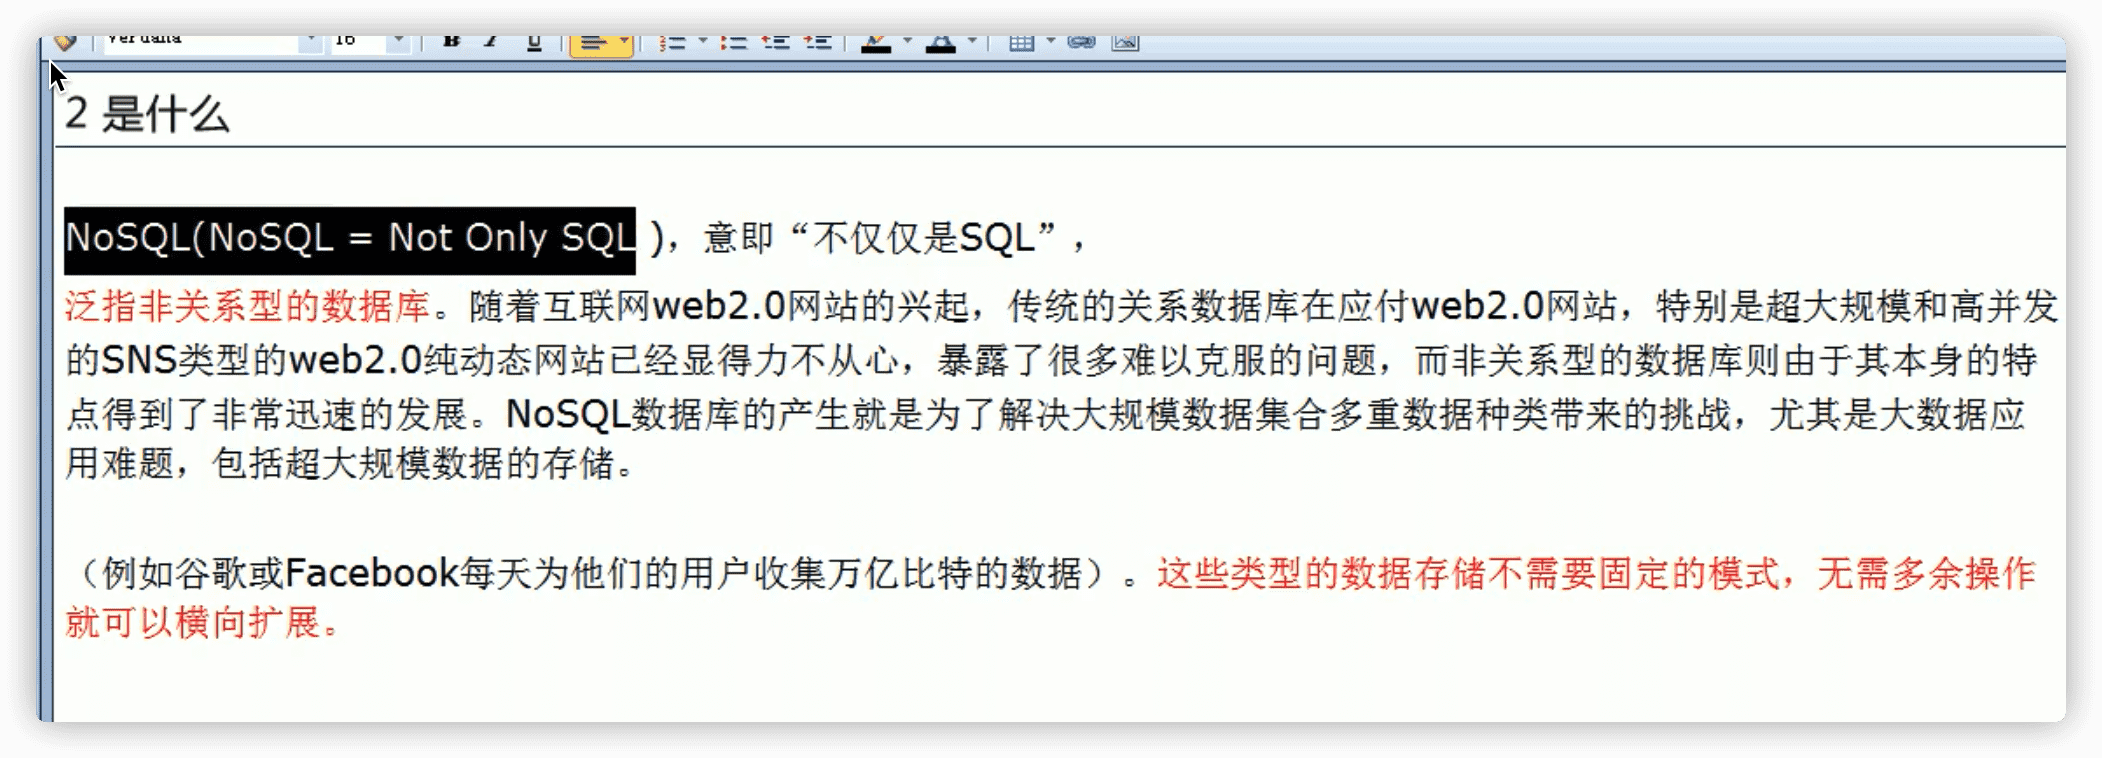 Verdana 16 B I U
2 是什么
NoSQL(NoSQL = Not Only SQL )，意即“不仅仅是SQL”，
泛指非关系型的数据库。随着互联网web2.0网站的兴起，传统的关系数据库在应付web2.0网站，特别是超大规模和高并发
的SNS类型的web2.0纯动态网站已经显得力不从心，暴露了很多难以克服的问题，而非关系型的数据库则由于其本身的特
点得到了非常迅速的发展。NoSQL数据库的产生就是为了解决大规模数据集合多重数据种类带来的挑战，尤其是大数据应
用难题，包括超大规模数据的存储。
（例如谷歌或Facebook每天为他们的用户收集万亿比特的数据）。这些类型的数据存储不需要固定的模式，无需多余操作
就可以横向扩展。